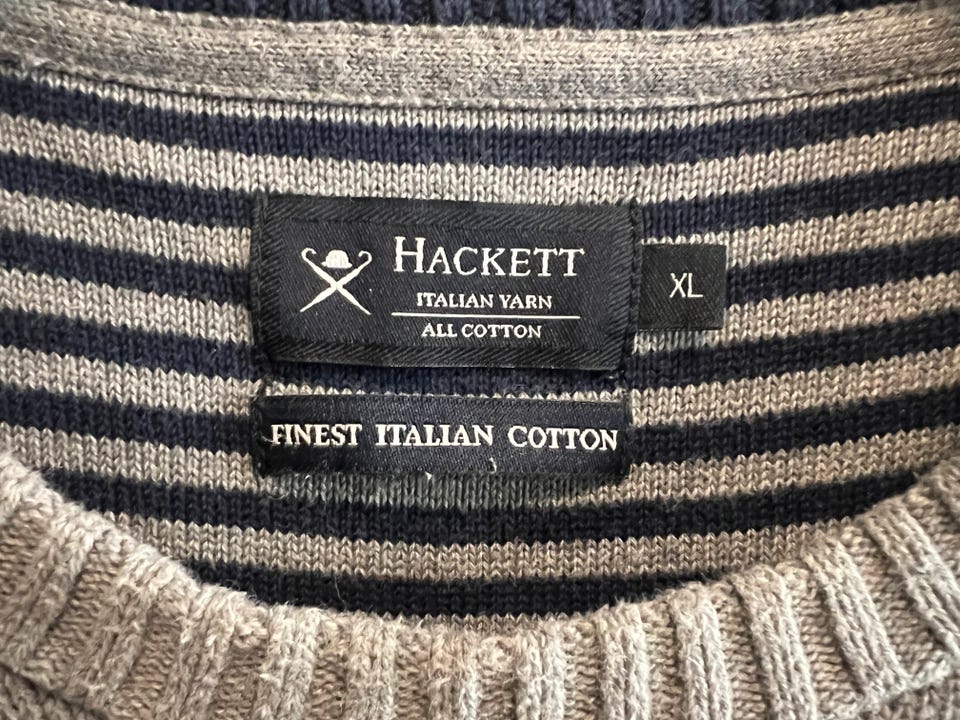 HACKETT
ITALIAN YARN
ALL COTTON
XL
FINEST ITALIAN COTTON